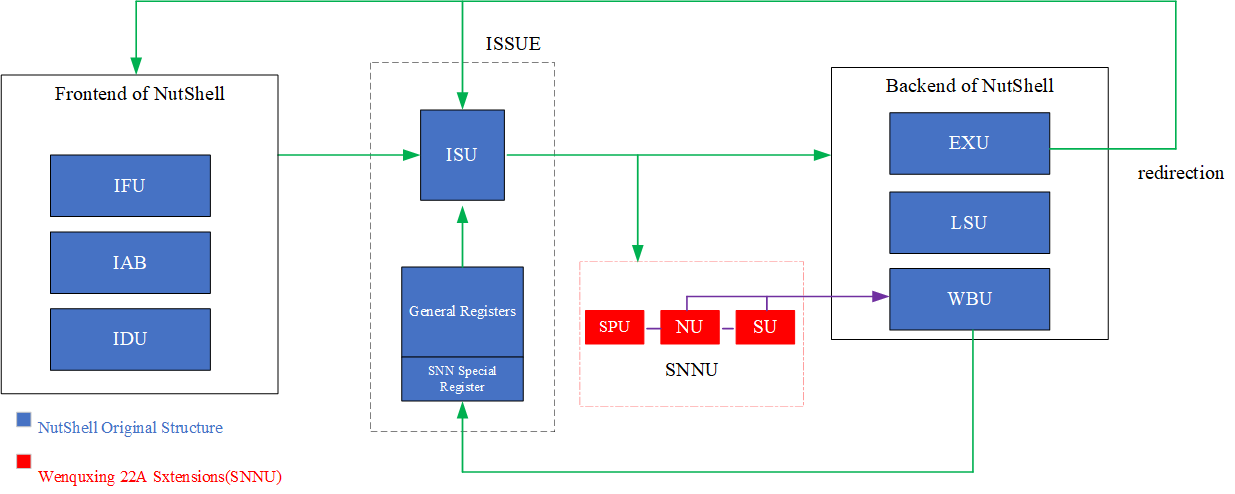 ISSUE
Frontend of NutShell
IFU
IAB
IDU
ISU
General Registers
SNN Special
Register
SPU
NU
SU
SNNU
Backend of NutShell
EXU
LSU
WBU
redirection
NutShell Original Structure
Wenquxing 22A Sxtensions(SNNU)